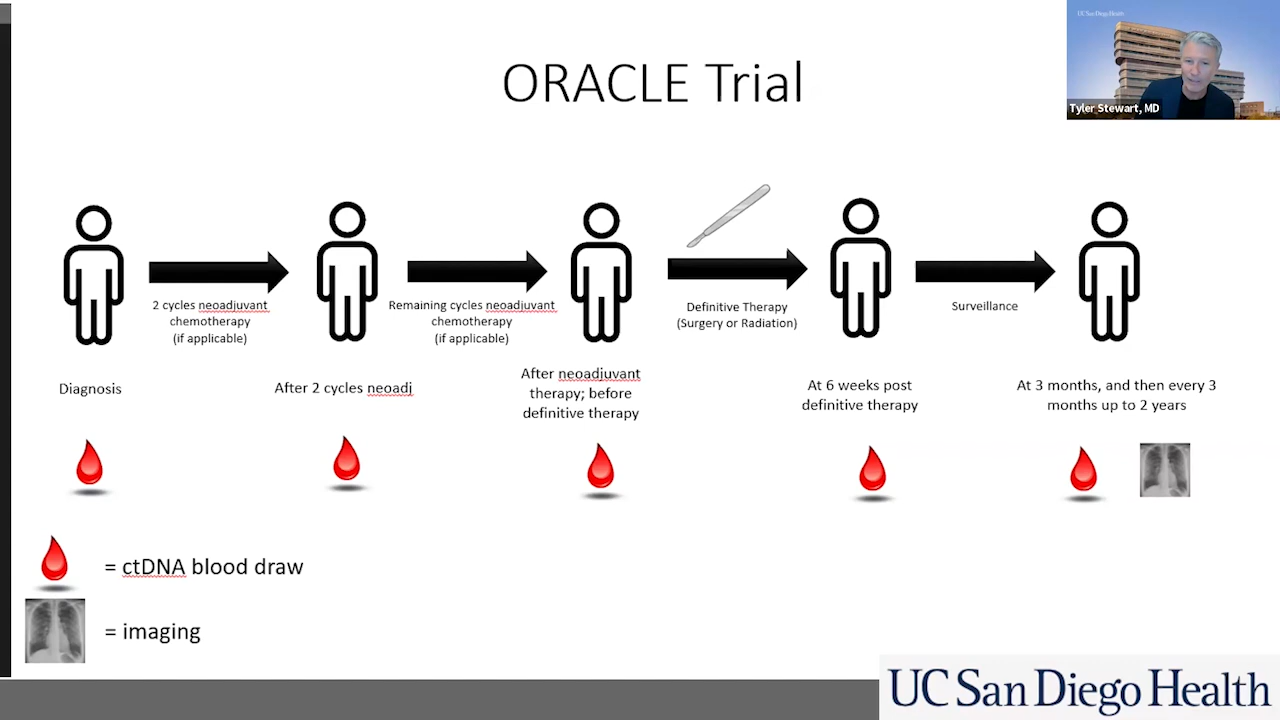 UC San Diego Health
ORACLE Trial
Tyler Stewart, MD
2 cycles neoadjuvant
chemotherapy
(if applicable)
Remaining cycles neoadjuvant
chemotherapy
(if applicable)
Definitive Therapy
(Surgery or Radiation)
Surveillance
Diagnosis
After 2 cycles neoadj
After neoadjuvant
therapy; before
definitive therapy
At 6 weeks post
definitive therapy
At 3 months, and then every 3
months up to 2 years
= ctDNA blood draw
= imaging
UC San Diego Health